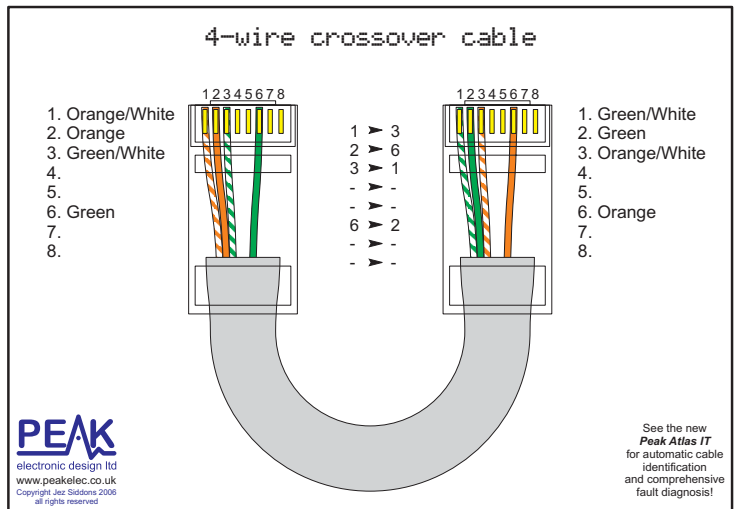 4-wire crossover cable
12345678
1. Orange/White
2. Orange
3. Green/White
4.
5.
6. Green
7.
8.
1 ➤ 3
2 ➤ 6
3 ➤ 1
- ➤ -
- ➤ -
6 ➤ 2
- ➤ -
- ➤ -
12345678
1. Green/White
2. Green
3. Orange/White
4.
5.
6. Orange
7.
8.
PEAK
electronic design ltd
www.peakelec.co.uk
Copyright Jez Siddons 2006
all rights reserved
See the new
Peak Atlas IT
for automatic cable
identification
and comprehensive
fault diagnosis!